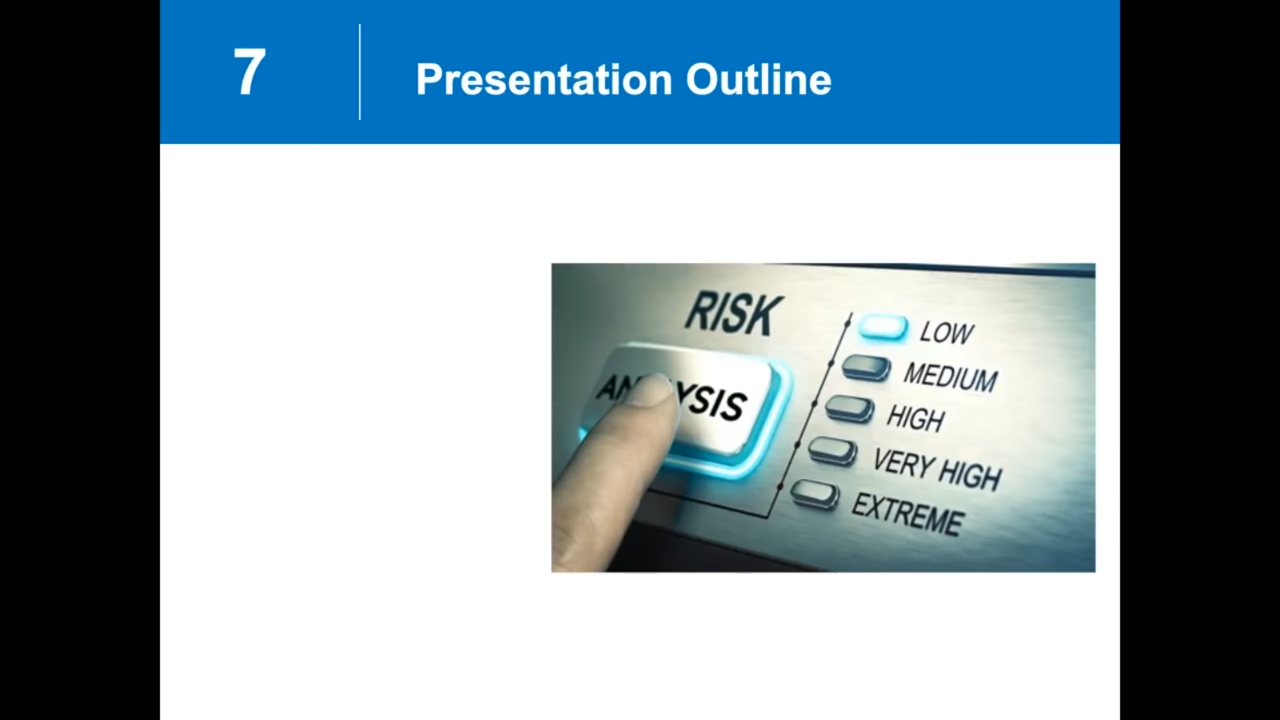 7
Presentation Outline
RISK
ANALYSIS
LOW
MEDIUM
HIGH
VERY HIGH
EXTREME